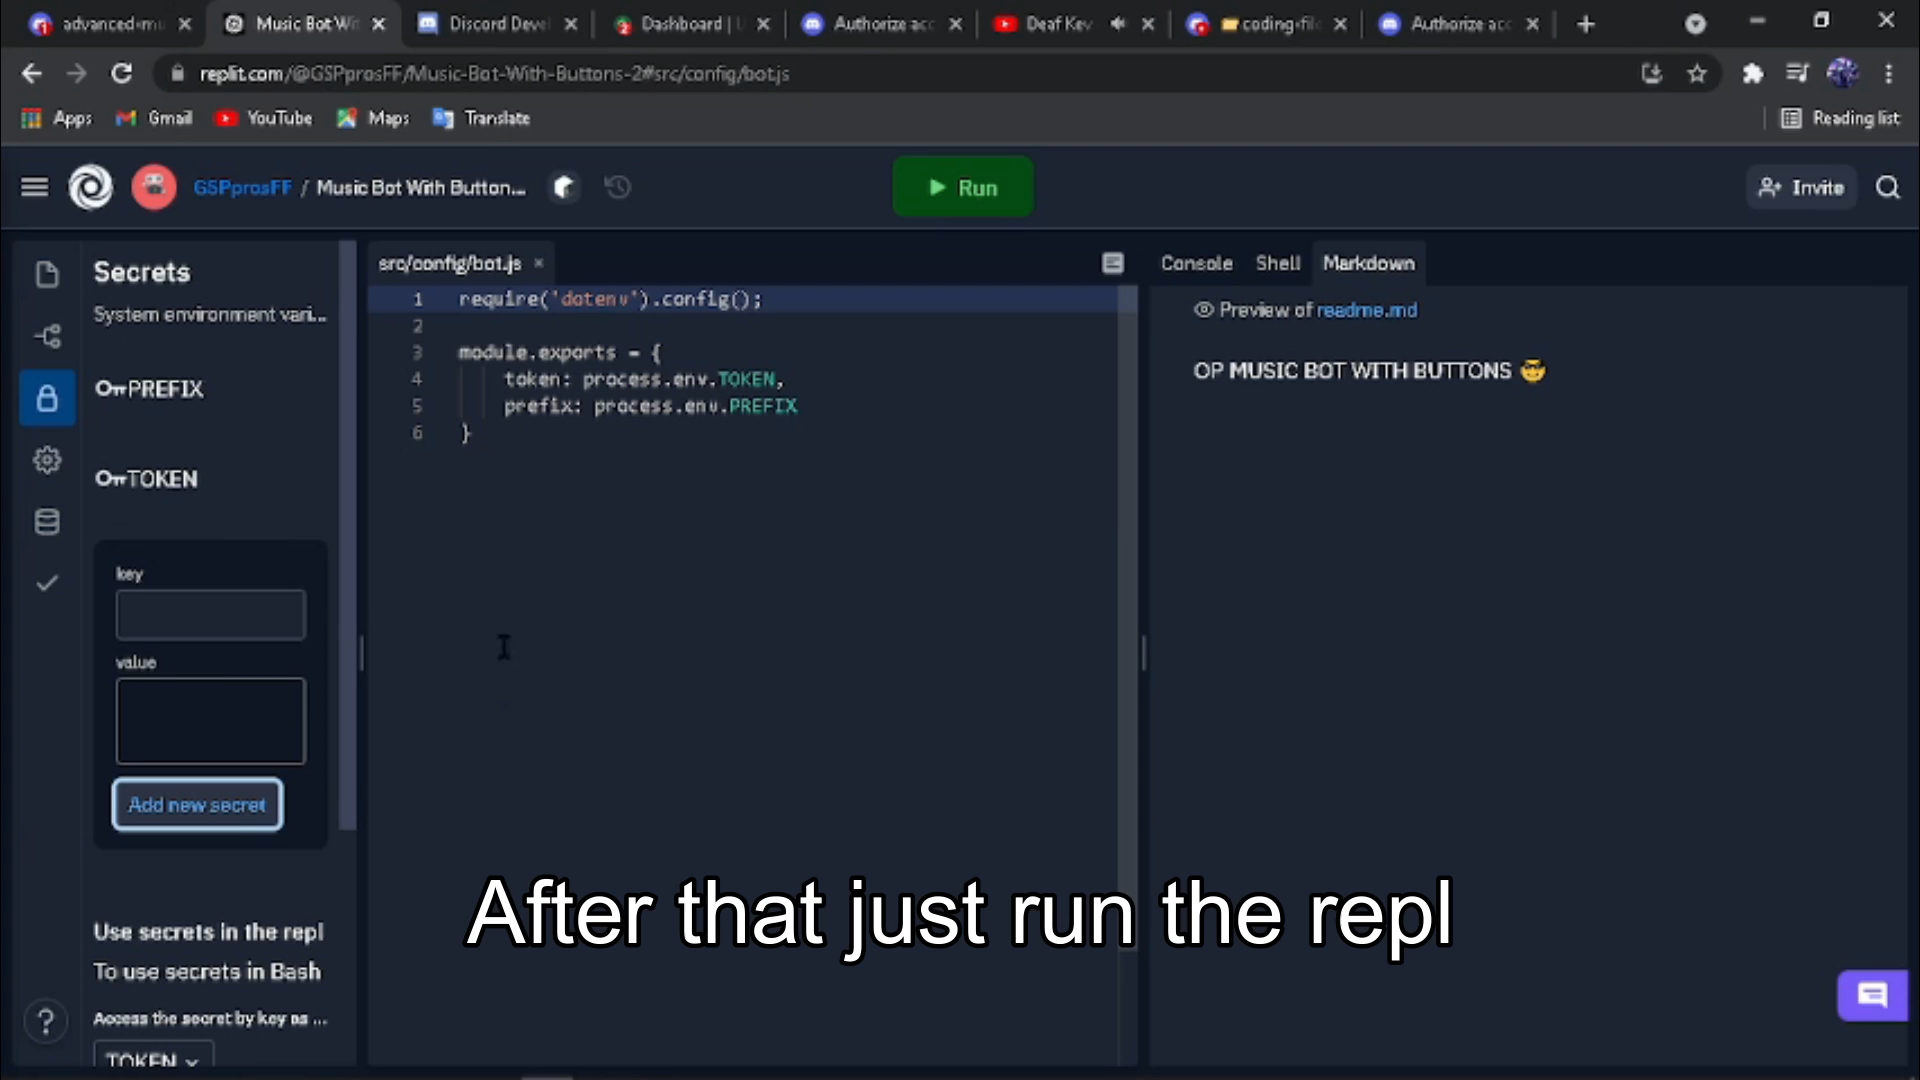 advanced-mu
Music Bot Wit
Discord Deve
Dashboard | U
Authorize acc
Deaf Kev
coding-file
Authorize acc
replit.com/@GSPprosFF/Music-Bot-With-Buttons-2#src/config/bot.js
Apps
Gmail
YouTube
Maps
Translate
Reading list
GSPprosFF / Music Bot With Button...
Run
Invite
Secrets
System environment vari...
PREFIX
TOKEN
key
value
Add new secret
Use secrets in the repl
To use secrets in Bash
Access the secret by key as ...
TOKEN
src/config/bot.js
1 require('dotenv').config();
2
3 module.exports = {
4 token: process.env.TOKEN,
5 prefix: process.env.PREFIX
6 }
Console Shell Markdown
Preview of readme.md
OP MUSIC BOT WITH BUTTONS 😎
After that just run the repl